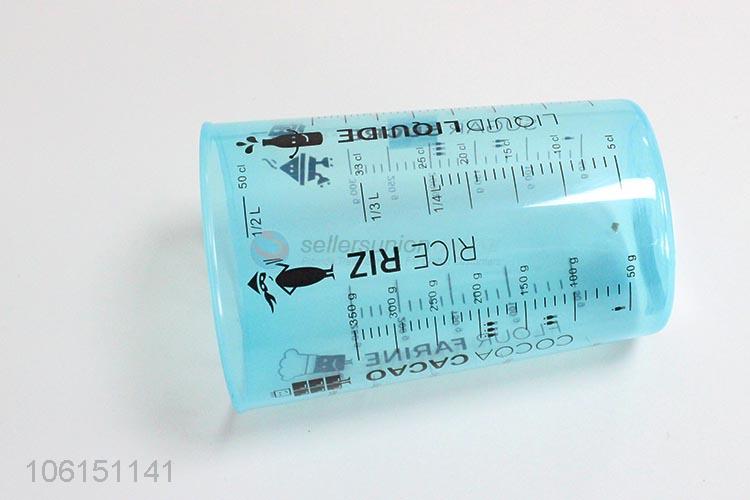 LIQUID LIQUIDE
50 cl
33 cl
25 cl
20 cl
15 cl
10 cl
5 cl
1/2 L
1/3 L
1/4 L
sellersunion
RICE RIZ
350 g
300 g
250 g
200 g
150 g
100 g
50 g
FLOUR FARINE
COCOA CACAO
106151141